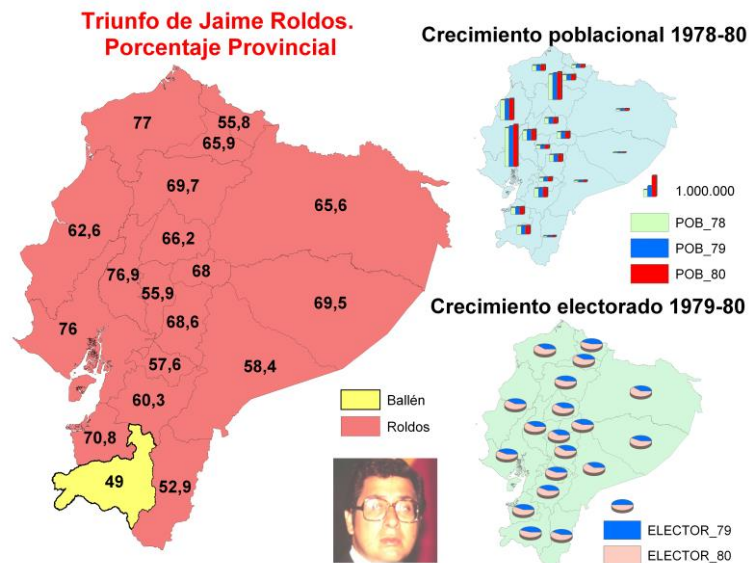 Triunfo de Jaime Roldos.
Porcentaje Provincial
77
55,8
65,9
69,7
65,6
62,6
66,2
76,9
68
55,9
69,5
76
68,6
57,6
58,4
60,3
70,8
49
52,9
Ballén
Roldos
Crecimiento poblacional 1978-80
1.000.000
POB_78
POB_79
POB_80
Crecimiento electorado 1979-80
ELECTOR_79
ELECTOR_80